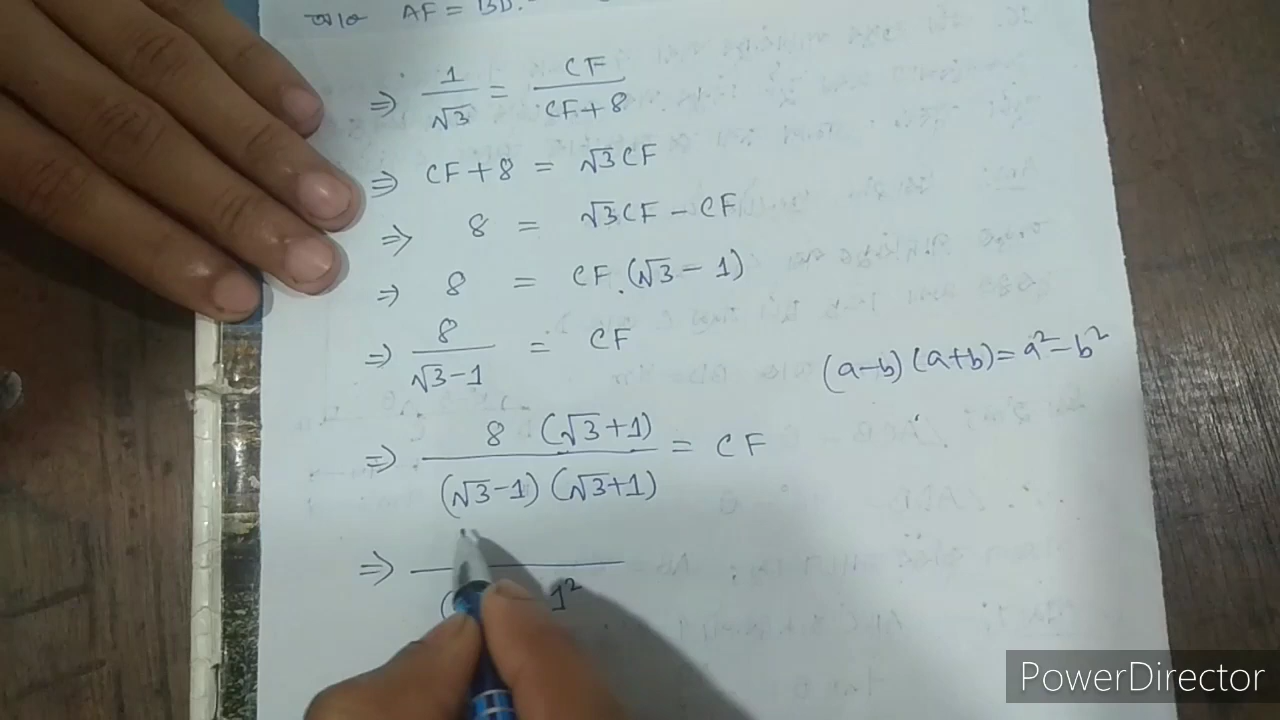 AF = BD.
⇒ 1/√3 = CF/CF+8
⇒ CF+8 = √3CF
⇒ 8 = √3CF − CF
⇒ 8 = CF.(√3−1)
⇒ 8/√3−1 = CF
(a−b)(a+b)=a²−b²
⇒ 8 (√3+1)/(√3−1)(√3+1) = CF
⇒ ( 1²
PowerDirector